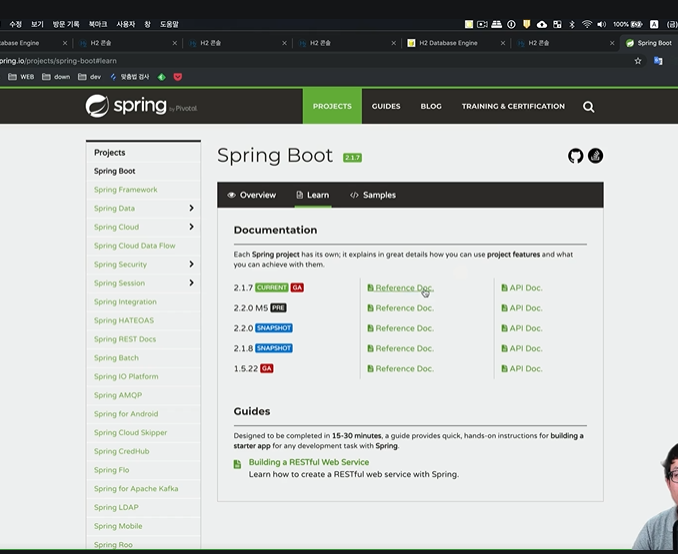 수정 보기 방문 기록 북마크 사용자 창 도움말 100% A (금)
Database Engine H2 콘솔 H2 콘솔 H2 콘솔 H2 콘솔 H2 Database Engine H2 콘솔 Spring Boot
pring.io/projects/spring-boot#learn
WEB down dev 맞춤법 검사
spring by Pivotal.
PROJECTS GUIDES BLOG TRAINING & CERTIFICATION
Projects
Spring Boot
Spring Framework
Spring Data
Spring Cloud
Spring Cloud Data Flow
Spring Security
Spring Session
Spring Integration
Spring HATEOAS
Spring REST Docs
Spring Batch
Spring IO Platform
Spring AMQP
Spring for Android
Spring Cloud Skipper
Spring CredHub
Spring Flo
Spring for Apache Kafka
Spring LDAP
Spring Mobile
Spring Roo
Spring Boot 2.1.7
Overview Learn Samples
Documentation
Each Spring project has its own; it explains in great details how you can use project features and what
you can achieve with them.
2.1.7 CURRENT GA Reference Doc. API Doc.
2.2.0 M5 PRE Reference Doc. API Doc.
2.2.0 SNAPSHOT Reference Doc. API Doc.
2.1.8 SNAPSHOT Reference Doc. API Doc.
1.5.22 GA Reference Doc. API Doc.
Guides
Designed to be completed in 15-30 minutes, a guide provides quick, hands-on instructions for building a
starter app for any development task with Spring.
Building a RESTful Web Service
Learn how to create a RESTful web service with Spring.